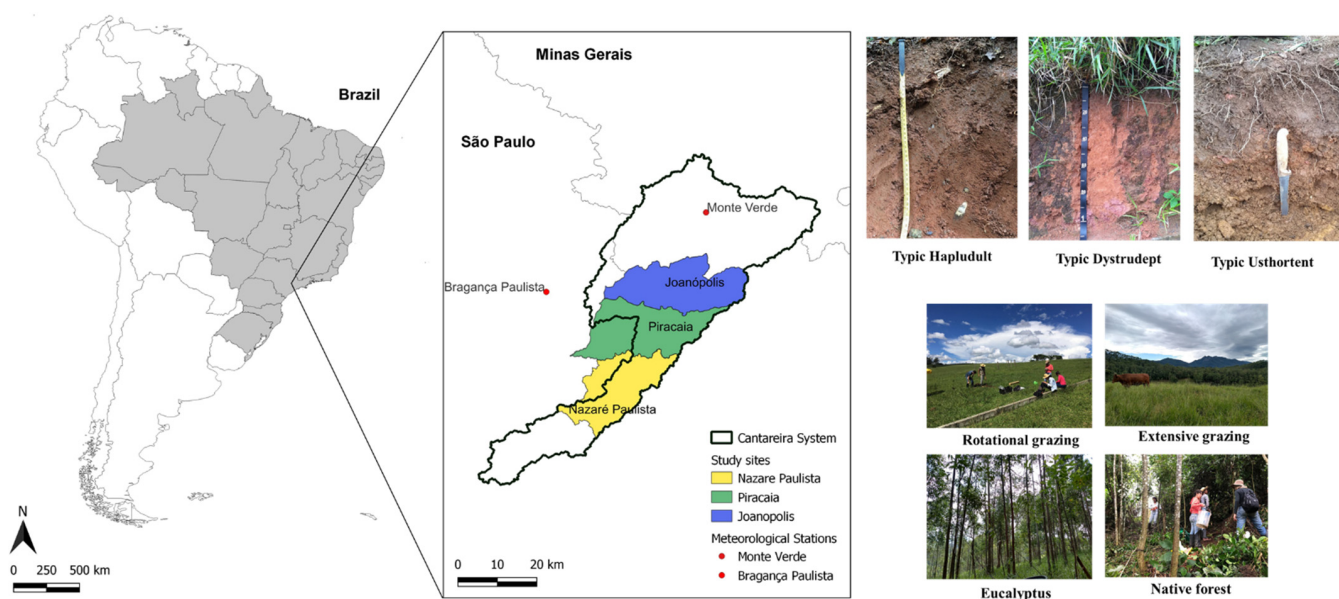 Brazil
N
0 250 500 km
Minas Gerais
São Paulo
Monte Verde
Bragança Paulista
Joanópolis
Piracaia
Nazaré Paulista
Cantareira System
Study sites
Nazare Paulista
Piracaia
Joanopolis
Meteorological Stations
Monte Verde
Bragança Paulista
0 10 20 km
Typic Hapludult
Typic Dystrudept
Typic Usthortent
Rotational grazing
Extensive grazing
Eucalyptus
Native forest